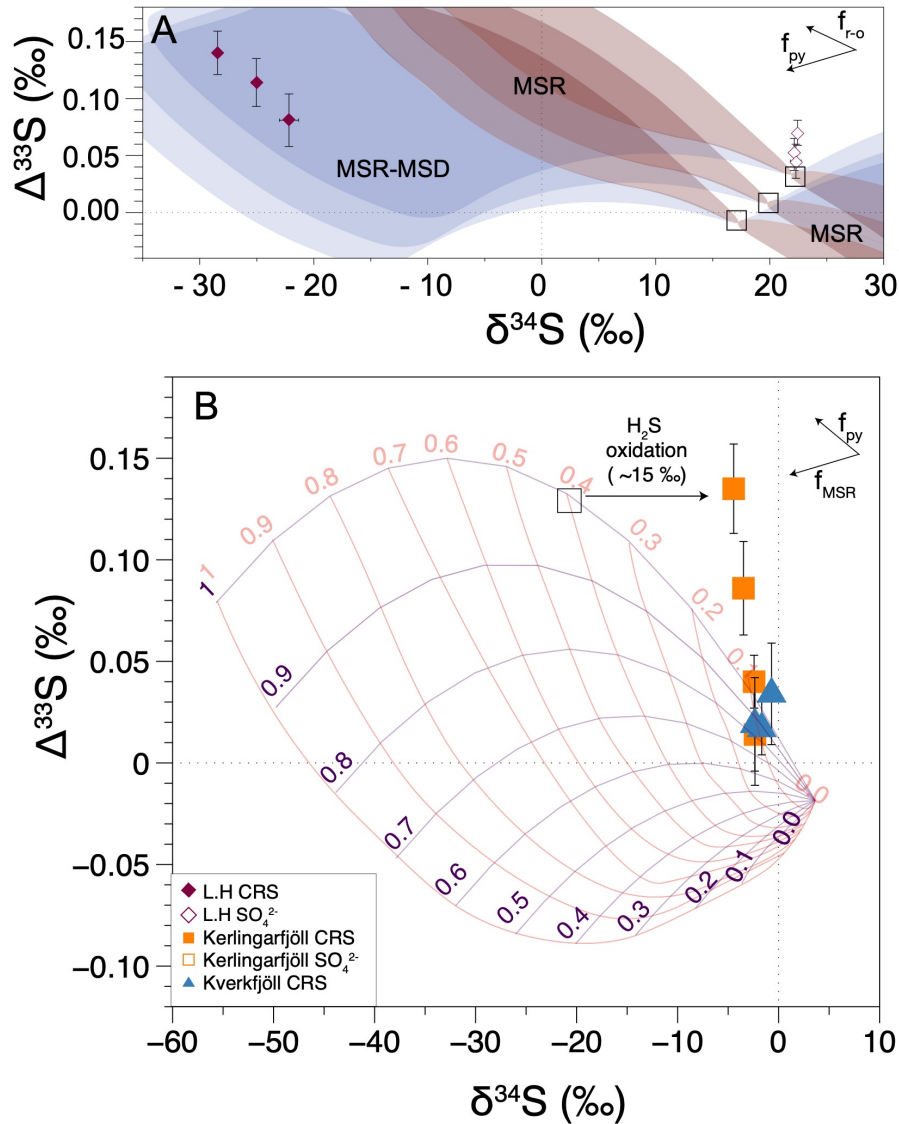 A
Δ³³S (‰)
0.15
0.10
0.05
0.00
MSR
MSR-MSD
MSR
f_py
f_r-o
- 30
- 20
- 10
0
10
20
30
δ³⁴S (‰)
B
Δ³³S (‰)
0.15
0.10
0.05
0
−0.05
−0.10
H₂S
oxidation
( ~15 ‰)
f_py
f_MSR
1
0.9
0.8
0.7
0.6
0.5
0.4
0.3
0.2
0.1
0.0
1
0.9
0.8
0.7
0.6
0.5
0.4
0.3
0.2
0.1
0.0
L.H CRS
L.H SO₄²⁻
Kerlingarfjöll CRS
Kerlingarfjöll SO₄²⁻
Kverkfjöll CRS
−60
−50
−40
−30
−20
−10
0
10
δ³⁴S (‰)